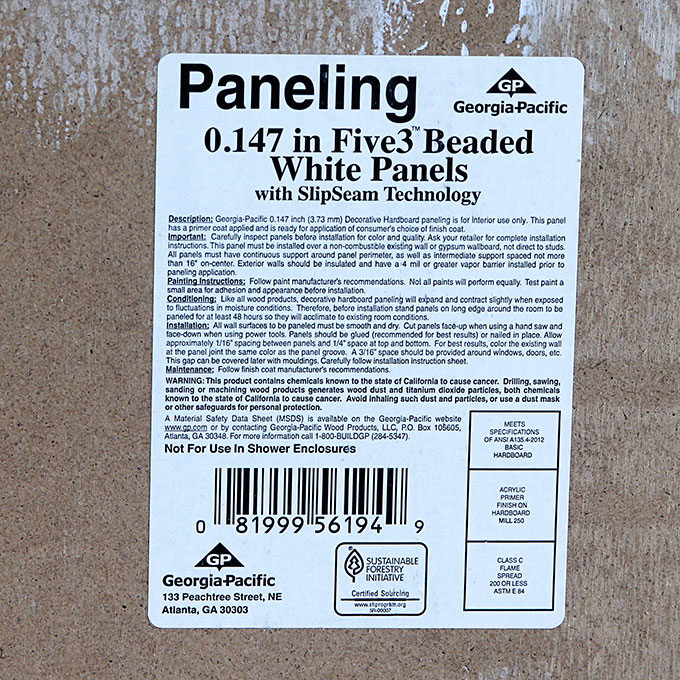 Paneling
GP
Georgia-Pacific
0.147 in Five3™ Beaded
White Panels
with SlipSeam Technology
Description: Georgia-Pacific 0.147 inch (3.73 mm) Decorative Hardboard paneling is for interior use only. This panel
has a primer coat applied and is ready for application of consumer's choice of finish coat.
Important: Carefully inspect panels before installation for color and quality. Ask your retailer for complete installation
instructions. This panel must be installed over a non-combustible existing wall or gypsum wallboard, not direct to studs.
All panels must have continuous support around panel perimeter, as well as intermediate support spaced not more
than 16" on-center. Exterior walls should be insulated and have a 4 mil or greater vapor barrier installed prior to
paneling application.
Painting Instructions: Follow paint manufacturer's recommendations. Not all paints will perform equally. Test paint a
small area for adhesion and appearance before installation.
Conditioning: Like all wood products, decorative hardboard paneling will expand and contract slightly when exposed
to fluctuations in moisture conditions. Therefore, before installation stand panels on long edge around the room to be
paneled for at least 48 hours so they will acclimate to existing room conditions.
Installation: All wall surfaces to be paneled must be smooth and dry. Cut panels face-up when using a hand saw and
face-down when using power tools. Panels should be glued (recommended for best results) or nailed in place. Allow
approximately 1/16" spacing between panels and 1/4" space at top and bottom. For best results, color the existing wall
at the panel joint the same color as the panel groove. A 3/16" space should be provided around windows, doors, etc.
This gap can be covered later with mouldings. Carefully follow installation instruction sheet.
Maintenance: Follow finish coat manufacturer's recommendations.
WARNING: This product contains chemicals known to the state of California to cause cancer. Drilling, sawing,
sanding or machining wood products generates wood dust and titanium dioxide particles, both chemicals
known to the state of California to cause cancer. Avoid Inhaling such dust and particles, or use a dust mask
or other safeguards for personal protection.
A Material Safety Data Sheet (MSDS) is available on the Georgia-Pacific website
www.gp.com or by contacting Georgia-Pacific Wood Products, LLC, P.O. Box 105605,
Atlanta, GA 30348. For more information call 1-800-BUILDGP (284-5347).
Not For Use In Shower Enclosures
MEETS
SPECIFICATIONS
OF ANSI A135.4-2012
BASIC
HARDBOARD
ACRYLIC
PRIMER
FINISH ON
HARDBOARD
MILL 250
CLASS C
FLAME
SPREAD
200 OR LESS
ASTM E 84
0 81999 56194 9
GP
Georgia-Pacific
133 Peachtree Street, NE
Atlanta, GA 30303
SUSTAINABLE
FORESTRY
INITIATIVE
Certified Sourcing
www.sfiprogram.org
SFI-00007